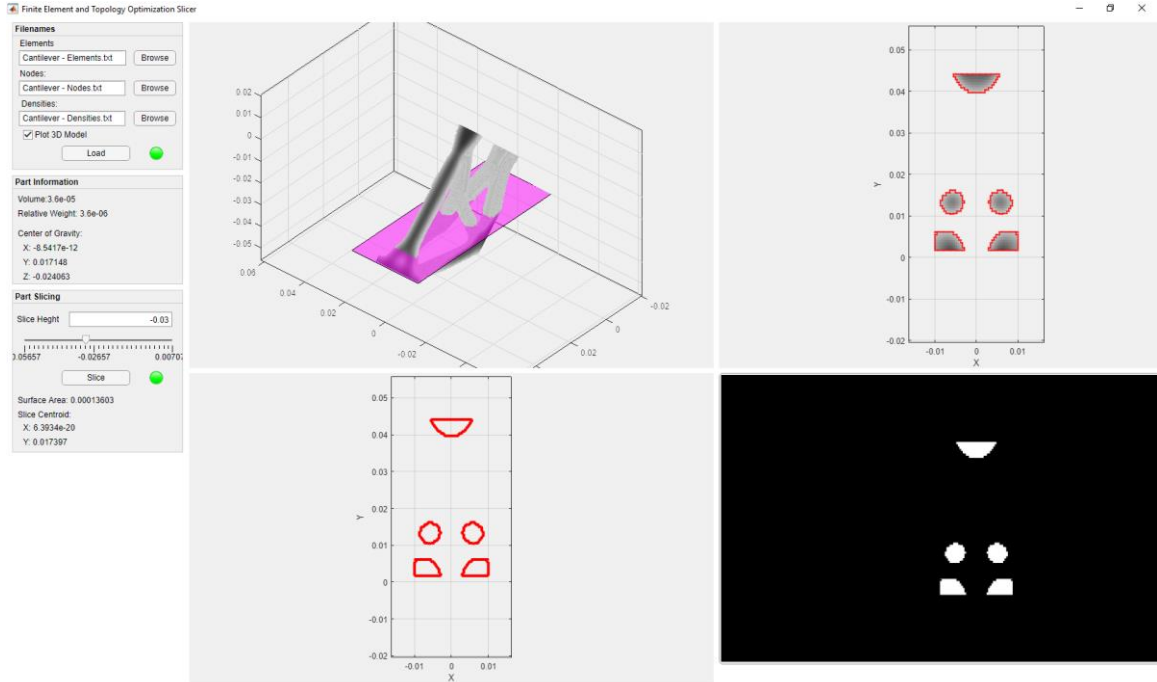 Finite Element and Topology Optimization Slicer
Filenames
Elements
Cantilever - Elements.txt Browse
Nodes:
Cantilever - Nodes.txt Browse
Densities:
Cantilever - Densities.txt Browse
Plot 3D Model
Load
Part Information
Volume:3.6e-05
Relative Weight: 3.6e-06
Center of Gravity:
X: -8.5417e-12
Y: 0.017148
Z: -0.024063
Part Slicing
Slice Heght -0.03
0.05657 -0.02657 0.0070
Slice
Surface Area: 0.00013603
Slice Centroid:
X: 6.3934e-20
Y: 0.017397
0.02
0.01
0
-0.01
-0.02
-0.03
-0.04
-0.05
0.06
0.04
0.02
0
-0.02
0.02
0
-0.02
0.05
0.04
0.03
0.02
0.01
0
-0.01
-0.02
Y
-0.01 0 0.01
X
0.05
0.04
0.03
0.02
0.01
0
-0.01
-0.02
Y
-0.01 0 0.01
X